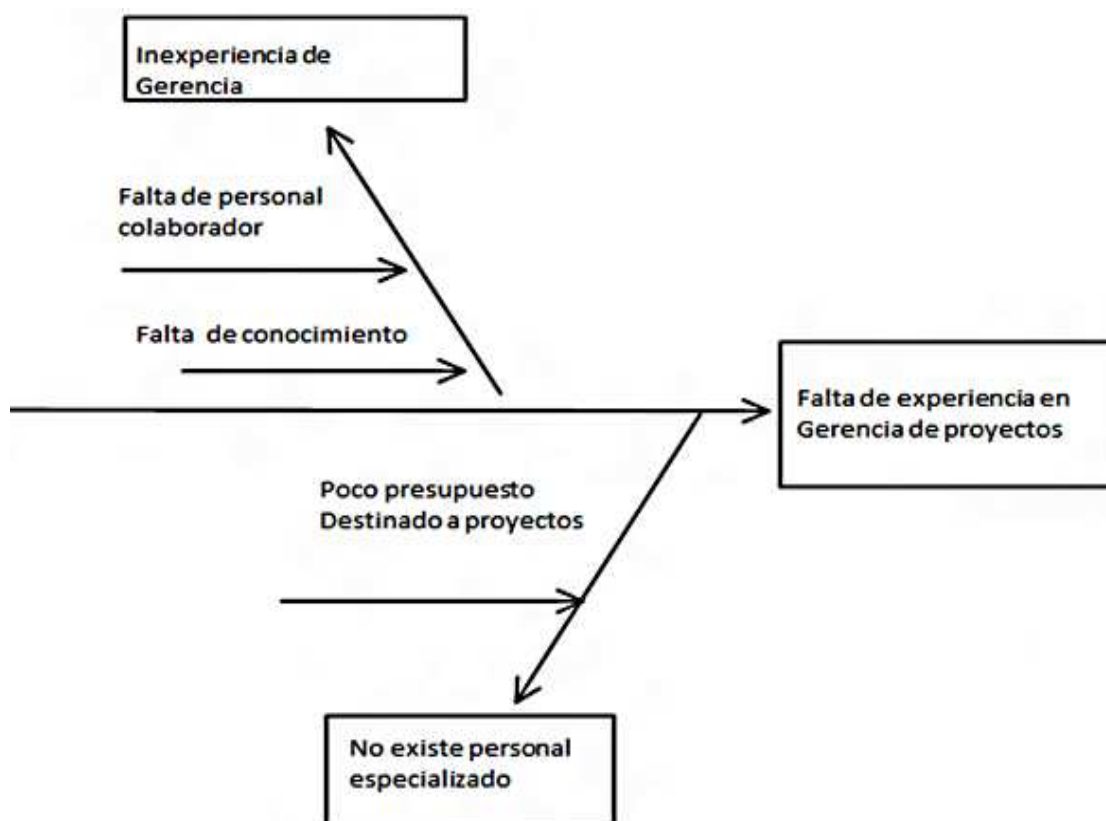 Inexperiencia de
Gerencia
Falta de personal
colaborador
Falta de conocimiento
Falta de experiencia en
Gerencia de proyectos
Poco presupuesto
Destinado a proyectos
No existe personal
especializado